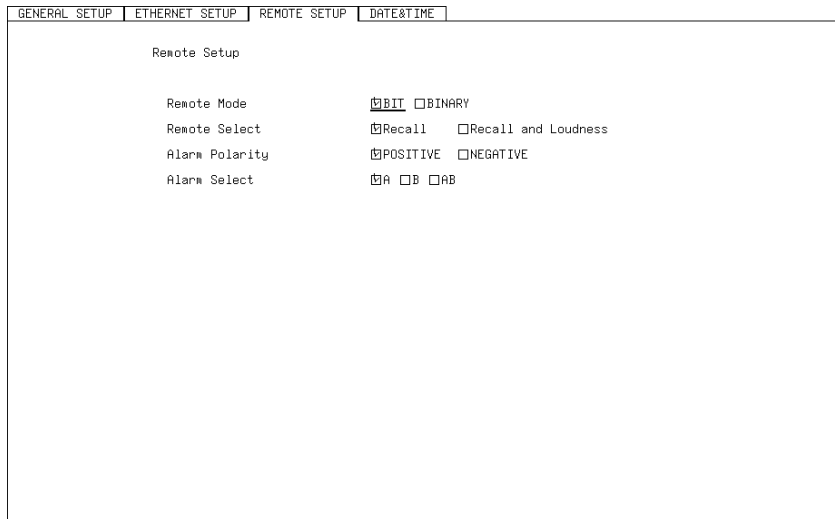 GENERAL SETUP ETHERNET SETUP REMOTE SETUP DATE&TIME
Remote Setup
Remote Mode ☑BIT ☐BINARY
Remote Select ☑Recall ☐Recall and Loudness
Alarm Polarity ☑POSITIVE ☐NEGATIVE
Alarm Select ☑A ☐B ☐AB